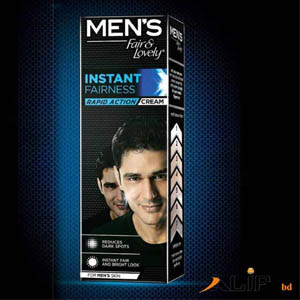 MEN'S
Fair & Lovely
INSTANT
FAIRNESS
RAPID ACTION CREAM
REDUCES
DARK SPOTS
INSTANT FAIR
AND BRIGHT LOOK
FOR MEN'S SKIN
ALIP
bd